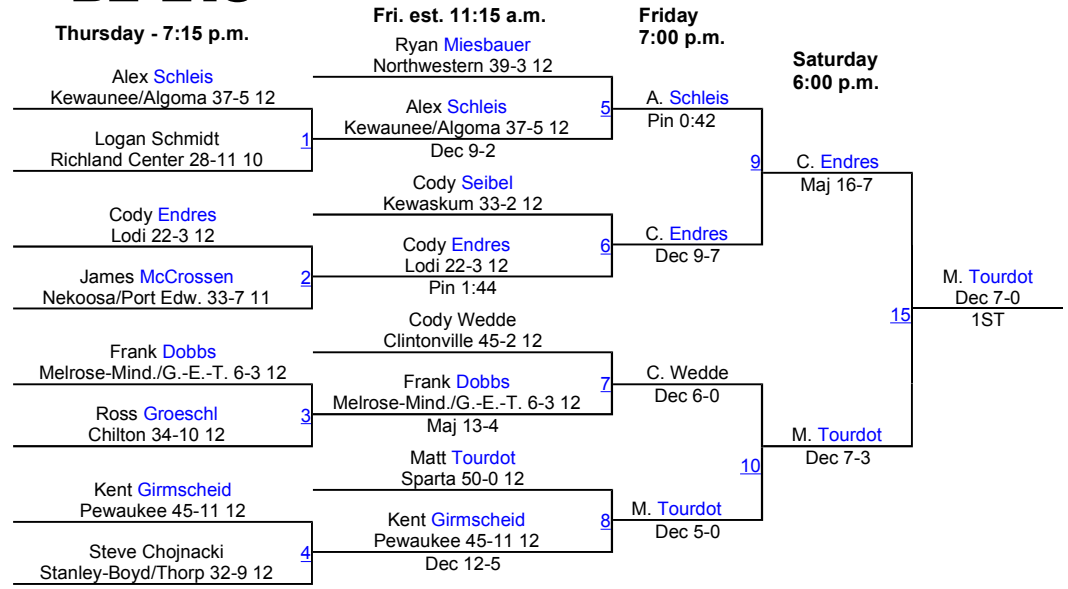 Thursday - 7:15 p.m.
Alex Schleis
Kewaunee/Algoma 37-5 12
Logan Schmidt
Richland Center 28-11 10
1
Cody Endres
Lodi 22-3 12
James McCrossen
Nekoosa/Port Edw. 33-7 11
2
Frank Dobbs
Melrose-Mind./G.-E.-T. 6-3 12
Ross Groeschl
Chilton 34-10 12
3
Kent Girmscheid
Pewaukee 45-11 12
Steve Chojnacki
Stanley-Boyd/Thorp 32-9 12
4
Fri. est. 11:15 a.m.
Ryan Miesbauer
Northwestern 39-3 12
Alex Schleis
Kewaunee/Algoma 37-5 12
Dec 9-2
5
Cody Seibel
Kewaskum 33-2 12
Cody Endres
Lodi 22-3 12
Pin 1:44
6
Cody Wedde
Clintonville 45-2 12
Frank Dobbs
Melrose-Mind./G.-E.-T. 6-3 12
Maj 13-4
7
Matt Tourdot
Sparta 50-0 12
Kent Girmscheid
Pewaukee 45-11 12
Dec 12-5
8
Friday
7:00 p.m.
A. Schleis
Pin 0:42
C. Endres
Dec 9-7
9
C. Wedde
Dec 6-0
M. Tourdot
Dec 5-0
10
Saturday
6:00 p.m.
C. Endres
Maj 16-7
M. Tourdot
Dec 7-3
15
M. Tourdot
Dec 7-0
1ST